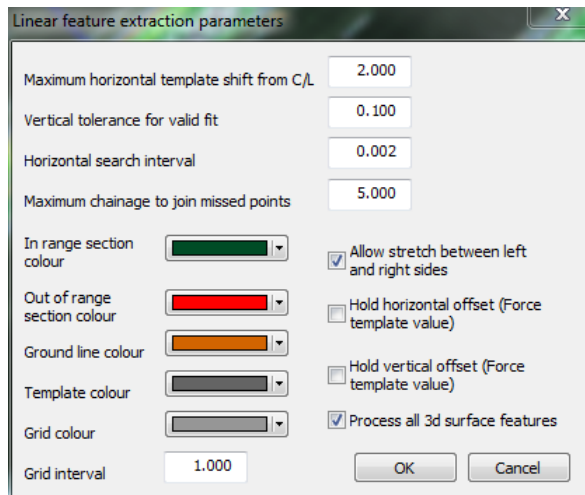 Linear feature extraction parameters
Maximum horizontal template shift from C/L
2.000
Vertical tolerance for valid fit
0.100
Horizontal search interval
0.002
Maximum chainage to join missed points
5.000
In range section
colour
Out of range
section colour
Ground line colour
Template colour
Grid colour
Grid interval
1.000
Allow stretch between left
and right sides
Hold horizontal offset (Force
template value)
Hold vertical offset (Force
template value)
Process all 3d surface features
OK
Cancel